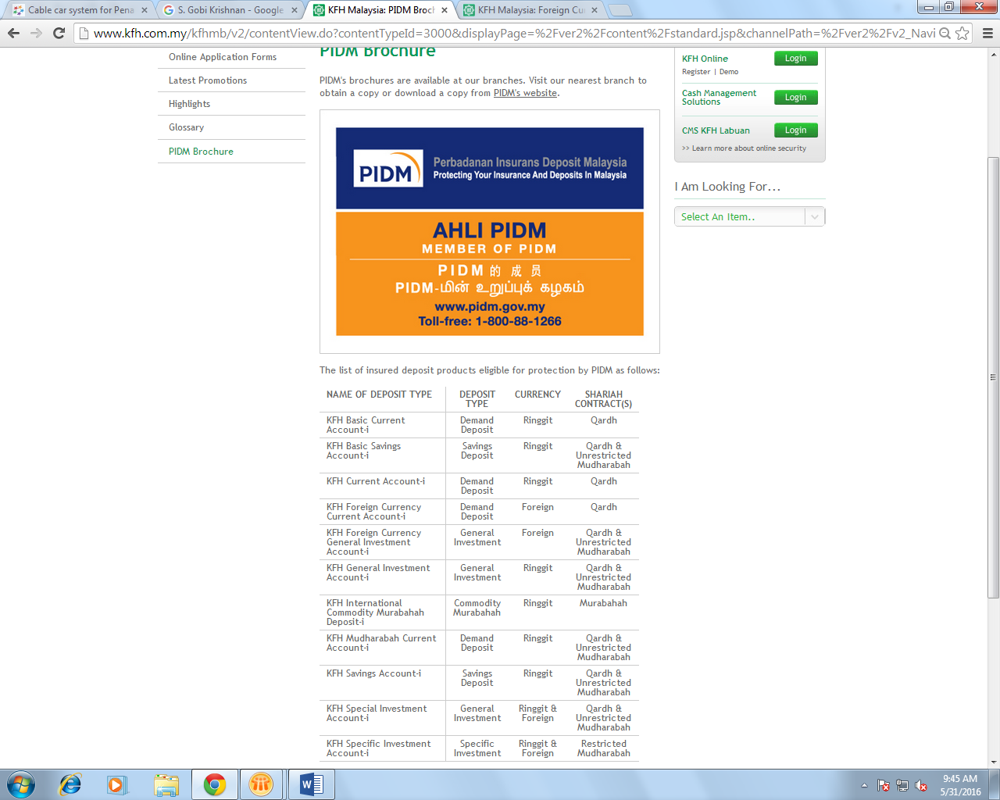 Cable car system for Pena
S. Gobi Krishnan - Google
KFH Malaysia: PIDM Broch
KFH Malaysia: Foreign Cu
www.kfh.com.my/kfhmb/v2/contentView.do?contentTypeId=3000&displayPage=%2Fver2%2Fcontent%2Fstandard.jsp&channelPath=%2Fver2%2Fv2_Navi
Online Application Forms
Latest Promotions
Highlights
Glossary
PIDM Brochure
PIDM Brochure
PIDM's brochures are available at our branches. Visit our nearest branch to
obtain a copy or download a copy from PIDM's website.
PIDM
Perbadanan Insurans Deposit Malaysia
Protecting Your Insurance And Deposits In Malaysia
AHLI PIDM
MEMBER OF PIDM
PIDM 的 成 员
PIDM-மின் உறுப்புக் கழகம்
www.pidm.gov.my
Toll-free: 1-800-88-1266
The list of insured deposit products eligible for protection by PIDM as follows:
NAME OF DEPOSIT TYPE DEPOSIT CURRENCY SHARIAH
TYPE CONTRACT(S)
KFH Basic Current Demand Ringgit Qardh
Account-i Deposit
KFH Basic Savings Savings Ringgit Qardh &
Account-i Deposit Unrestricted
Mudharabah
KFH Current Account-i Demand Ringgit Qardh
Deposit
KFH Foreign Currency Demand Foreign Qardh
Current Account-i Deposit
KFH Foreign Currency General Foreign Qardh &
General Investment Investment Unrestricted
Account-i Mudharabah
KFH General Investment General Ringgit Qardh &
Account-i Investment Unrestricted
Mudharabah
KFH International Commodity Ringgit Murabahah
Commodity Murabahah Murabahah
Deposit-i
KFH Mudharabah Current Demand Ringgit Qardh &
Account-i Deposit Unrestricted
Mudharabah
KFH Savings Account-i Savings Ringgit Qardh &
Deposit Unrestricted
Mudharabah
KFH Special Investment General Ringgit & Qardh &
Account-i Investment Foreign Unrestricted
Mudharabah
KFH Specific Investment Specific Ringgit & Restricted
Account-i Investment Foreign Mudharabah
KFH Online Login
Register | Demo
Cash Management
Solutions Login
CMS KFH Labuan Login
>> Learn more about online security
I Am Looking For...
Select An Item..
9:45 AM
5/31/2016